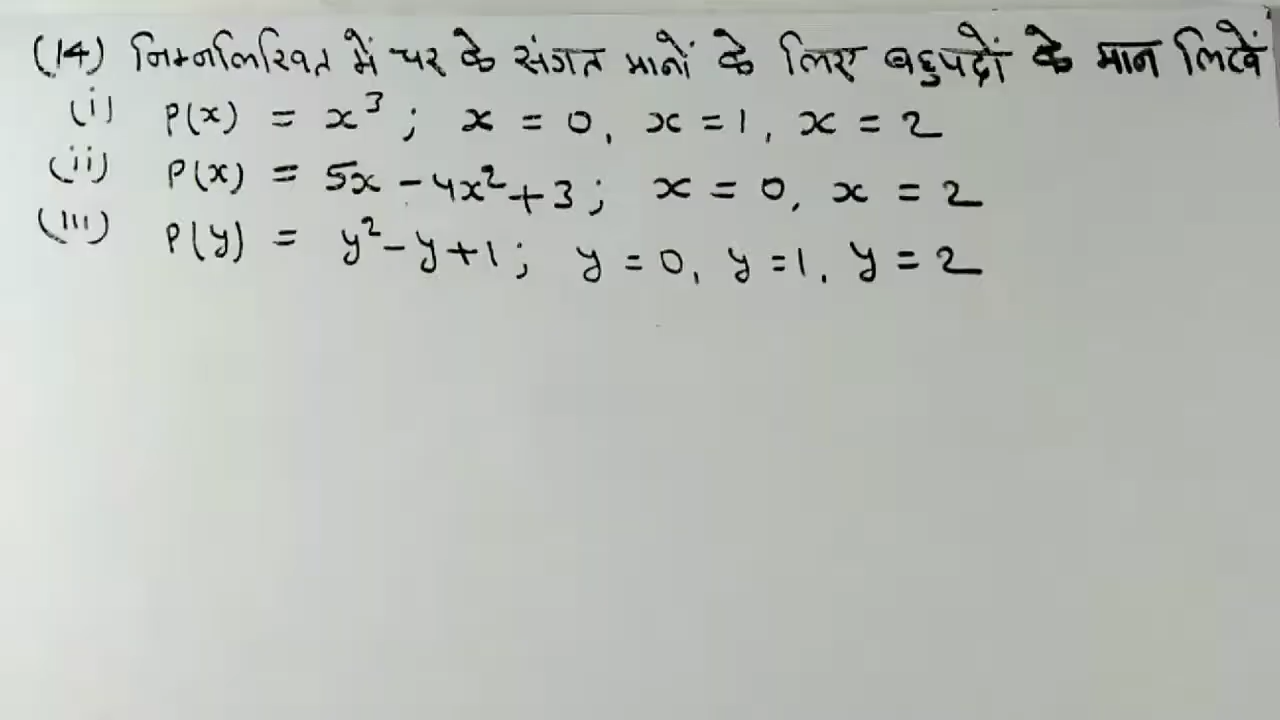 (14) निम्नलिखित में चर के संगत मानों के लिए बहुपदों के मान लिखें
(i) P(x) = x³; x = 0, x = 1, x = 2
(ii) P(x) = 5x - 4x² + 3; x = 0, x = 2
(iii) P(y) = y² - y + 1; y = 0, y = 1, y = 2